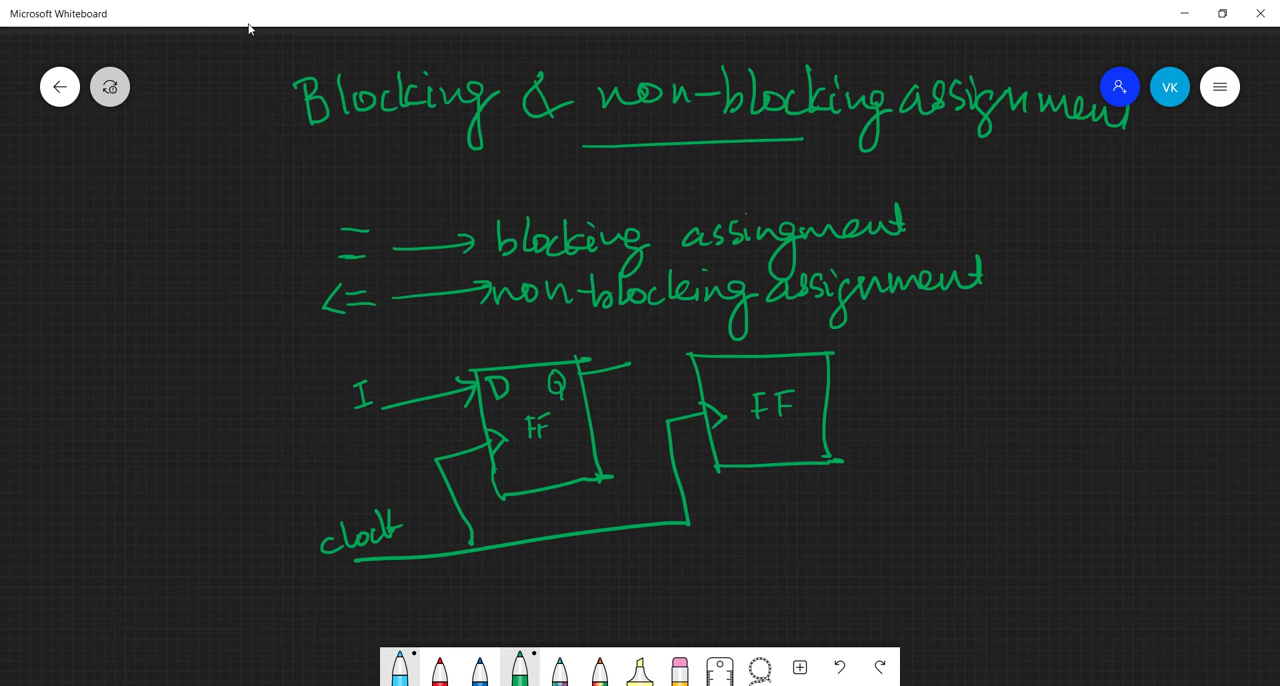 Microsoft Whiteboard
Blocking & non-blocking assignment
VK
= → blocking assingment
<= → non-blocking assignment
I D Q
FF FF
clock